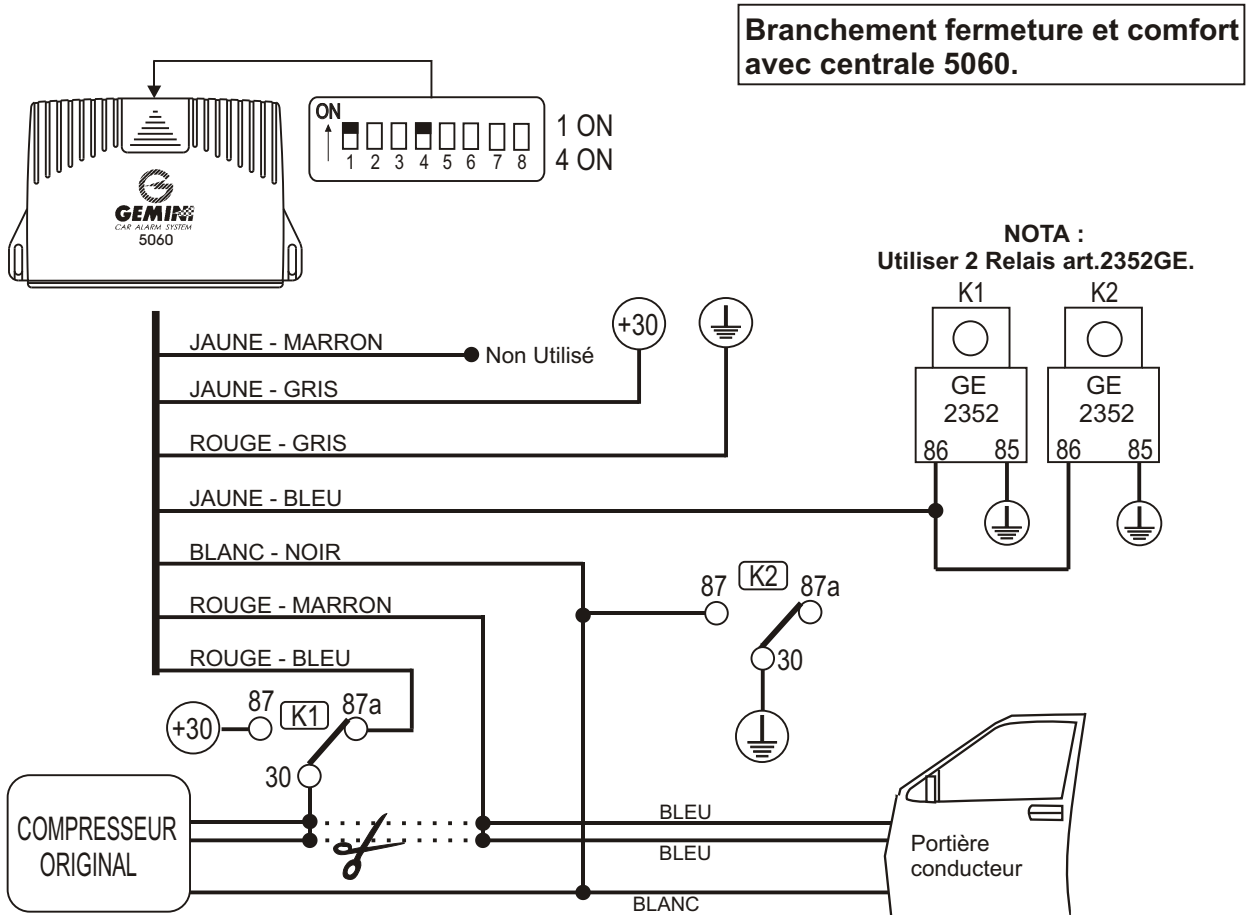 Branchement fermeture et comfort
avec centrale 5060.
ON
1 2 3 4 5 6 7 8
1 ON
4 ON
GEMINI
CAR ALARM SYSTEM
5060
NOTA :
Utiliser 2 Relais art.2352GE.
K1 K2
GE
2352
86 85
GE
2352
86 85
+30
JAUNE - MARRON
Non Utilisé
JAUNE - GRIS
ROUGE - GRIS
JAUNE - BLEU
BLANC - NOIR
87 K2 87a
30
ROUGE - MARRON
ROUGE - BLEU
+30
87 K1 87a
30
COMPRESSEUR
ORIGINAL
BLEU
BLEU
BLANC
Portière
conducteur